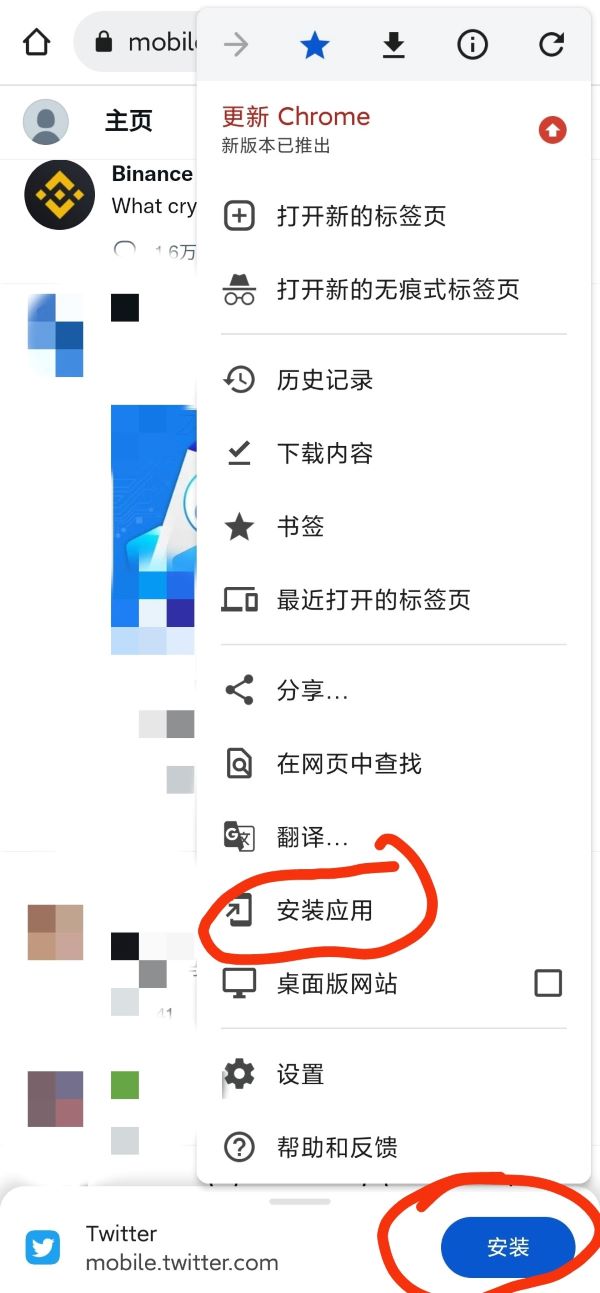 mobile
主页
更新 Chrome
新版本已推出
Binance
What cry
1.6万
打开新的标签页
打开新的无痕式标签页
历史记录
下载内容
书签
最近打开的标签页
分享...
在网页中查找
翻译...
安装应用
41
桌面版网站
设置
帮助和反馈
Twitter
mobile.twitter.com
安装